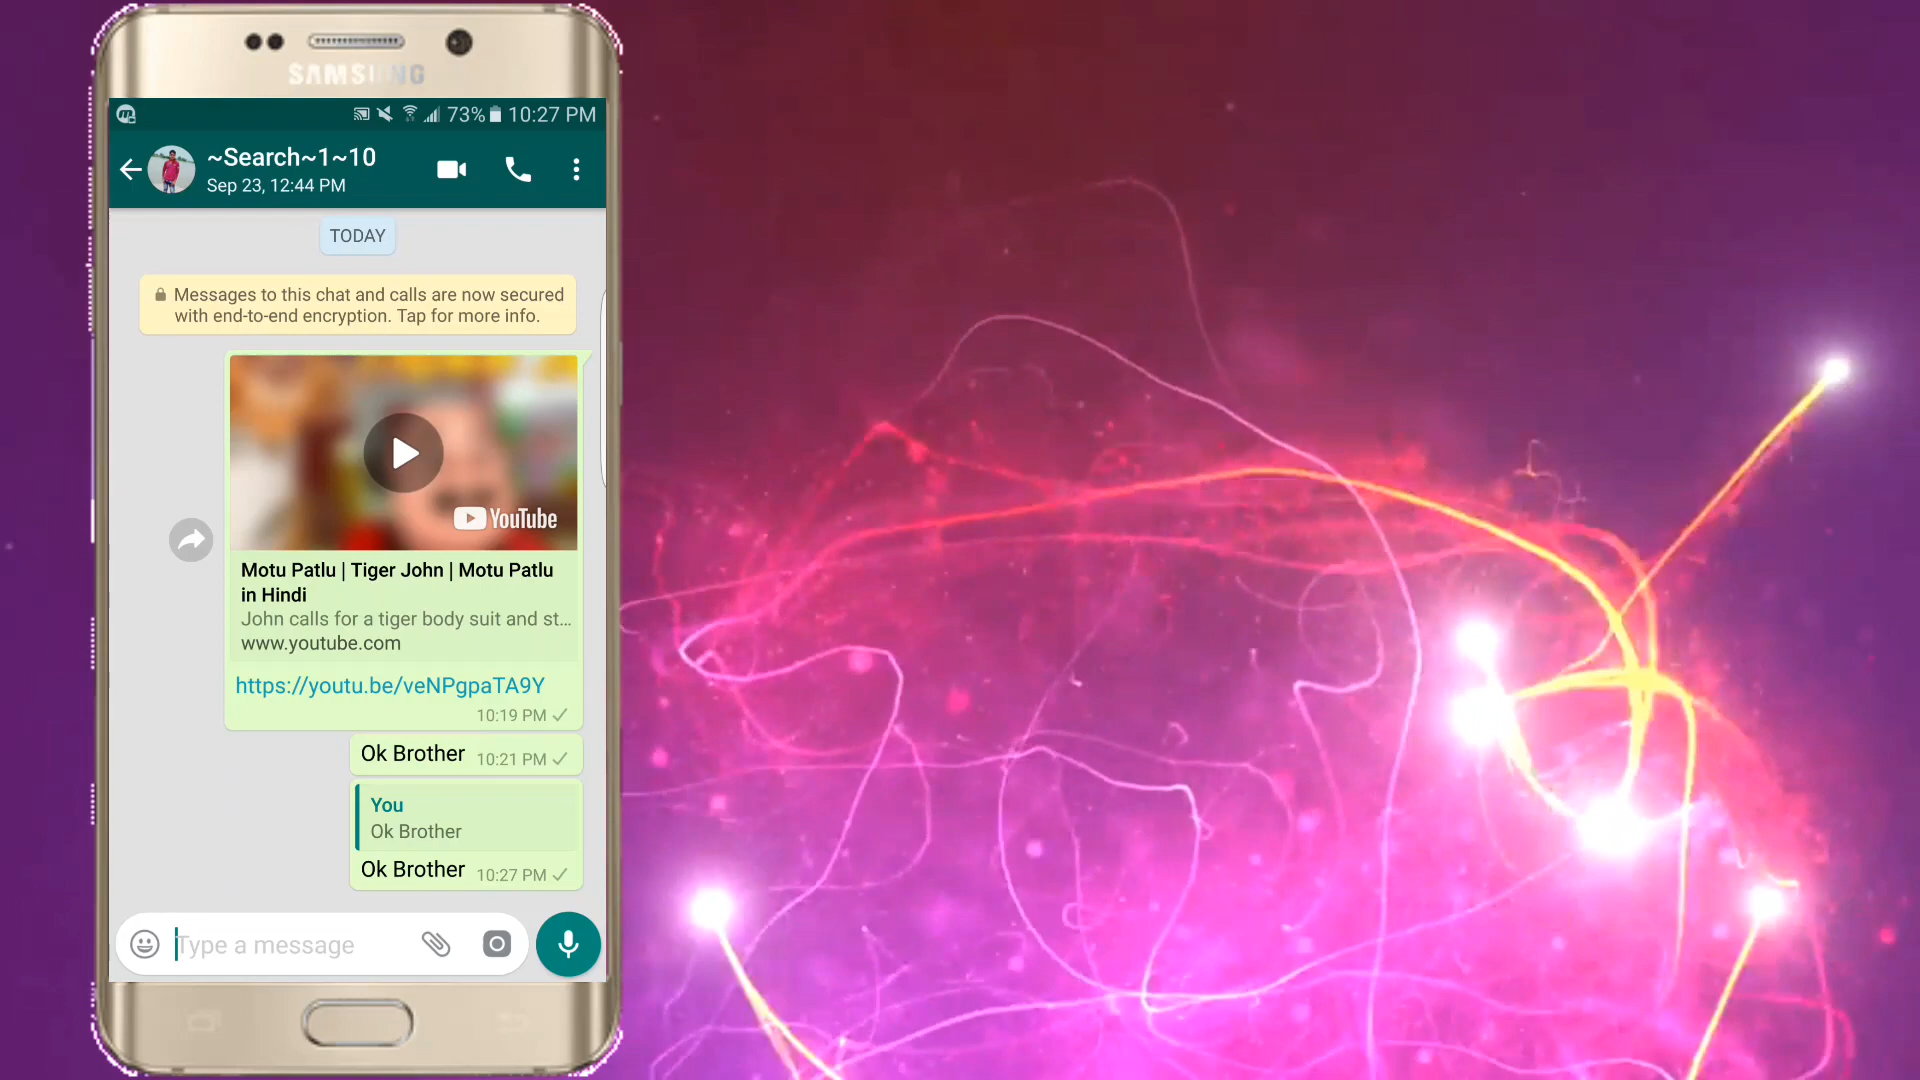 SAMSUNG
73% 10:27 PM
~Search~1~10
Sep 23, 12:44 PM
TODAY
Messages to this chat and calls are now secured
with end-to-end encryption. Tap for more info.
YouTube
Motu Patlu | Tiger John | Motu Patlu
in Hindi
John calls for a tiger body suit and st...
www.youtube.com
https://youtu.be/veNPgpaTA9Y
10:19 PM
Ok Brother 10:21 PM
You
Ok Brother
Ok Brother 10:27 PM
Type a message